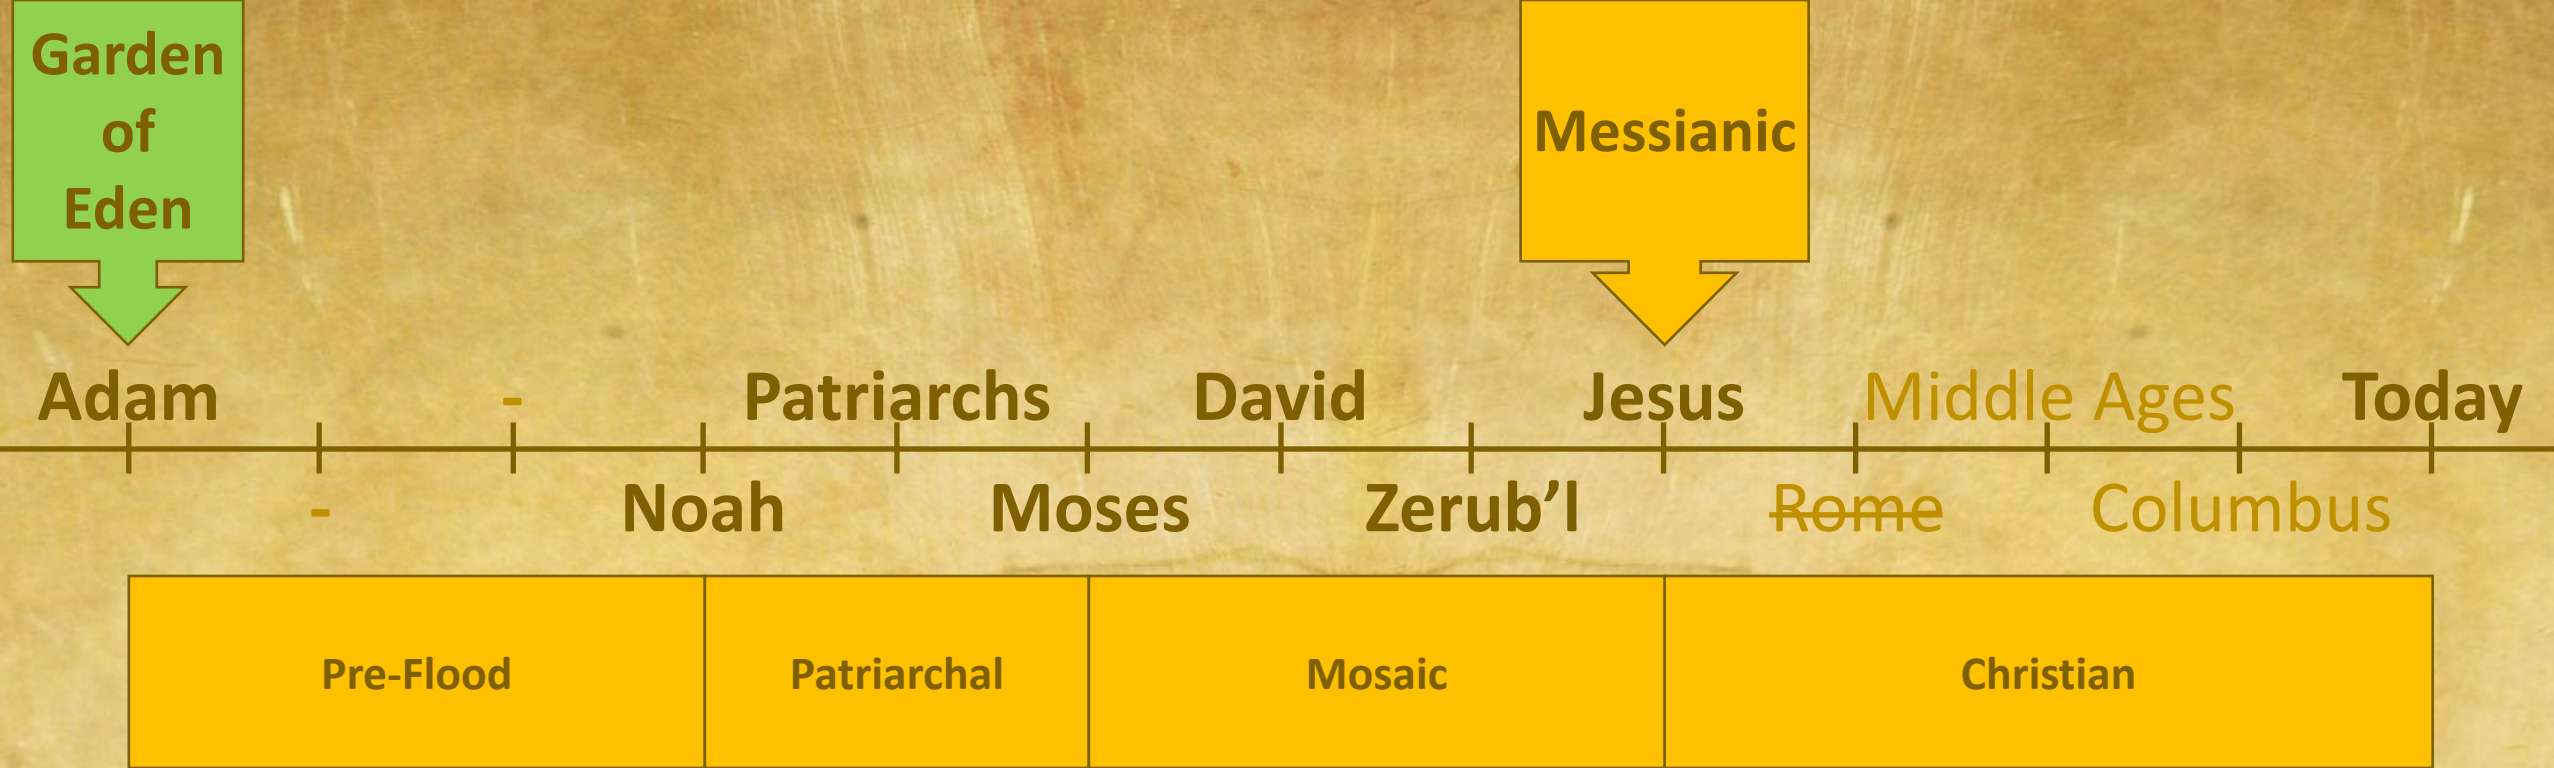 Garden
of
Eden
Messianic
Adam
-
Patriarchs
David
Jesus
Middle Ages
Today
-
Noah
Moses
Zerub’l
Rome
Columbus
Pre-Flood
Patriarchal
Mosaic
Christian